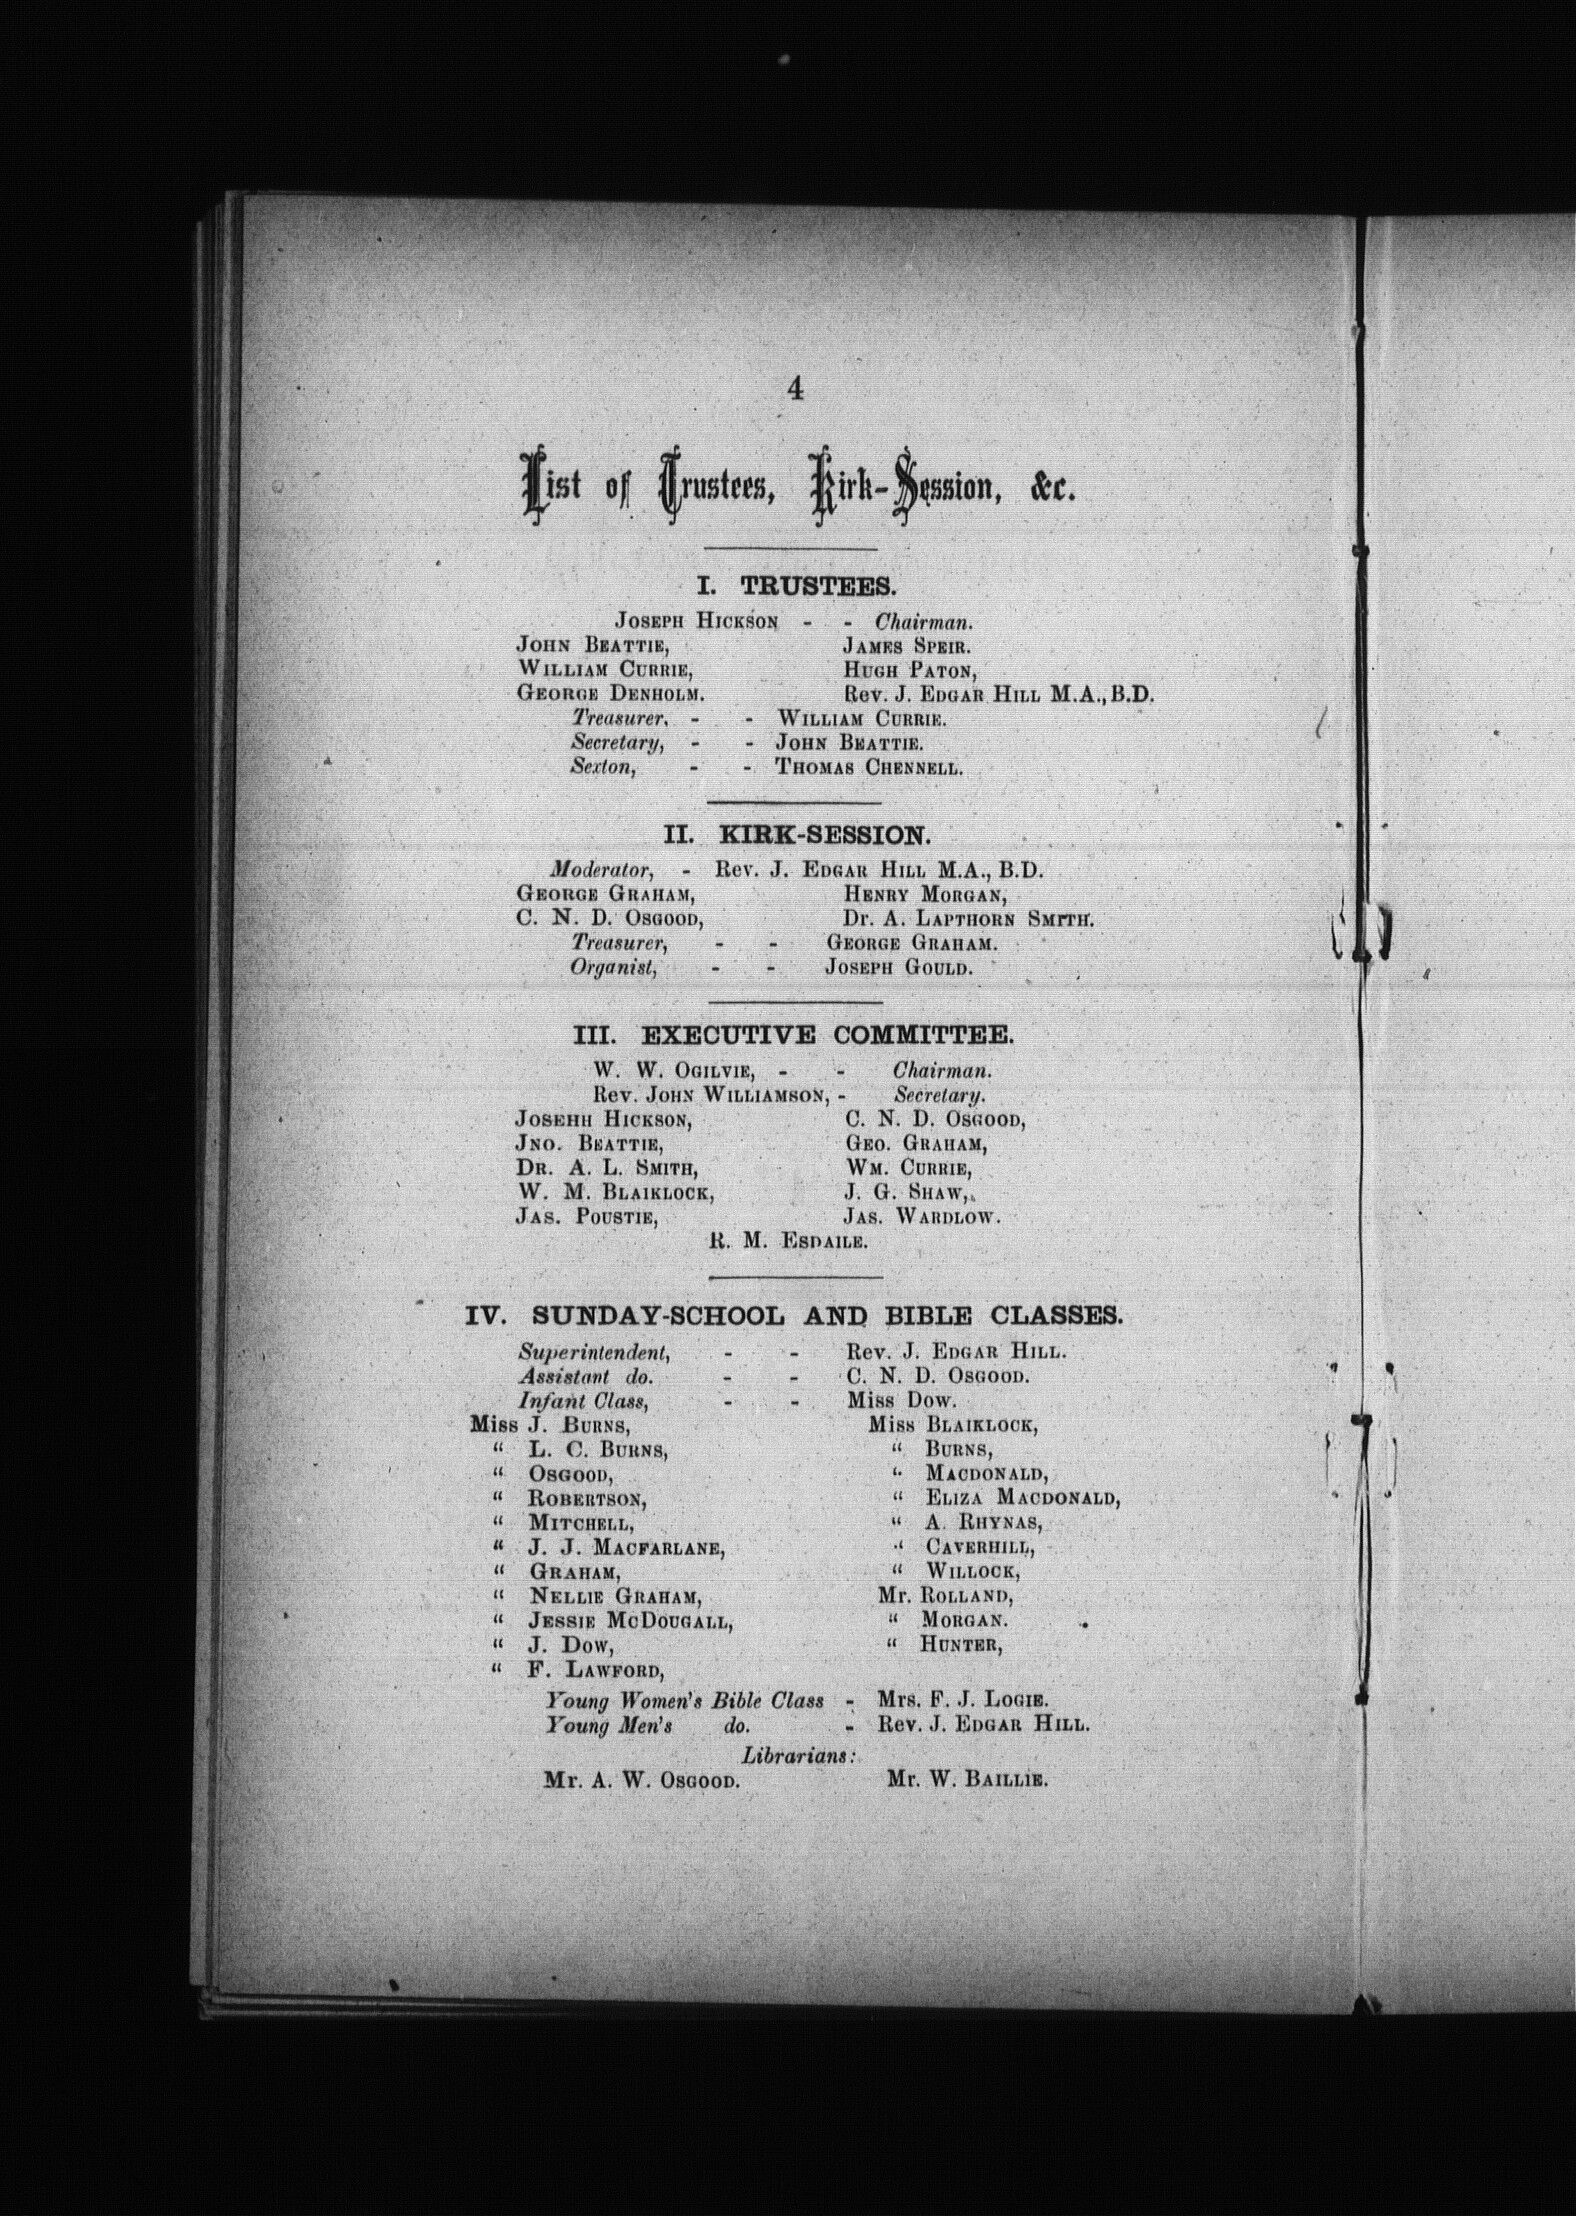 4
List of Trustees, Kirk-Session, &c.
I. TRUSTEES.
JOSEPH HICKSON - - Chairman.
JOHN BEATTIE, JAMES SPEIR.
WILLIAM CURRIE, HUGH PATON,
GEORGE DENHOLM. Rev. J. EDGAR HILL M.A., B.D.
Treasurer, - - WILLIAM CURRIE.
Secretary, - - JOHN BEATTIE.
Sexton, - - THOMAS CHENNELL.
II. KIRK-SESSION.
Moderator, - Rev. J. EDGAR HILL M.A., B.D.
GEORGE GRAHAM, HENRY MORGAN,
C. N. D. OSGOOD, Dr. A. LAPTHORN SMITH.
Treasurer, - - GEORGE GRAHAM.
Organist, - - JOSEPH GOULD.
III. EXECUTIVE COMMITTEE.
W. W. OGILVIE, - - Chairman.
Rev. JOHN WILLIAMSON, - Secretary.
JOSEHH HICKSON, C. N. D. OSGOOD,
JNO. BEATTIE, GEO. GRAHAM,
DR. A. L. SMITH, WM. CURRIE,
W. M. BLAIKLOCK, J. G. SHAW,
JAS. POUSTIE, JAS. WARDLOW.
R. M. ESDAILE.
IV. SUNDAY-SCHOOL AND BIBLE CLASSES.
Superintendent, - - Rev. J. EDGAR HILL.
Assistant do. - - C. N. D. OSGOOD.
Infant Class, - - Miss DOW.
Miss J. BURNS, Miss BLAIKLOCK,
" L. C. BURNS, " BURNS,
" OSGOOD, " MACDONALD,
" ROBERTSON, " ELIZA MACDONALD,
" MITCHELL, " A. RHYNAS,
" J. J. MACFARLANE, " CAVERHILL,
" GRAHAM, " WILLOCK,
" NELLIE GRAHAM, Mr. ROLLAND,
" JESSIE MCDOUGALL, " MORGAN.
" J. DOW, " HUNTER,
" F. LAWFORD,
Young Women's Bible Class - Mrs. F. J. LOGIE.
Young Men's do. - Rev. J. EDGAR HILL.
Librarians:
Mr. A. W. OSGOOD. Mr. W. BAILLIE.